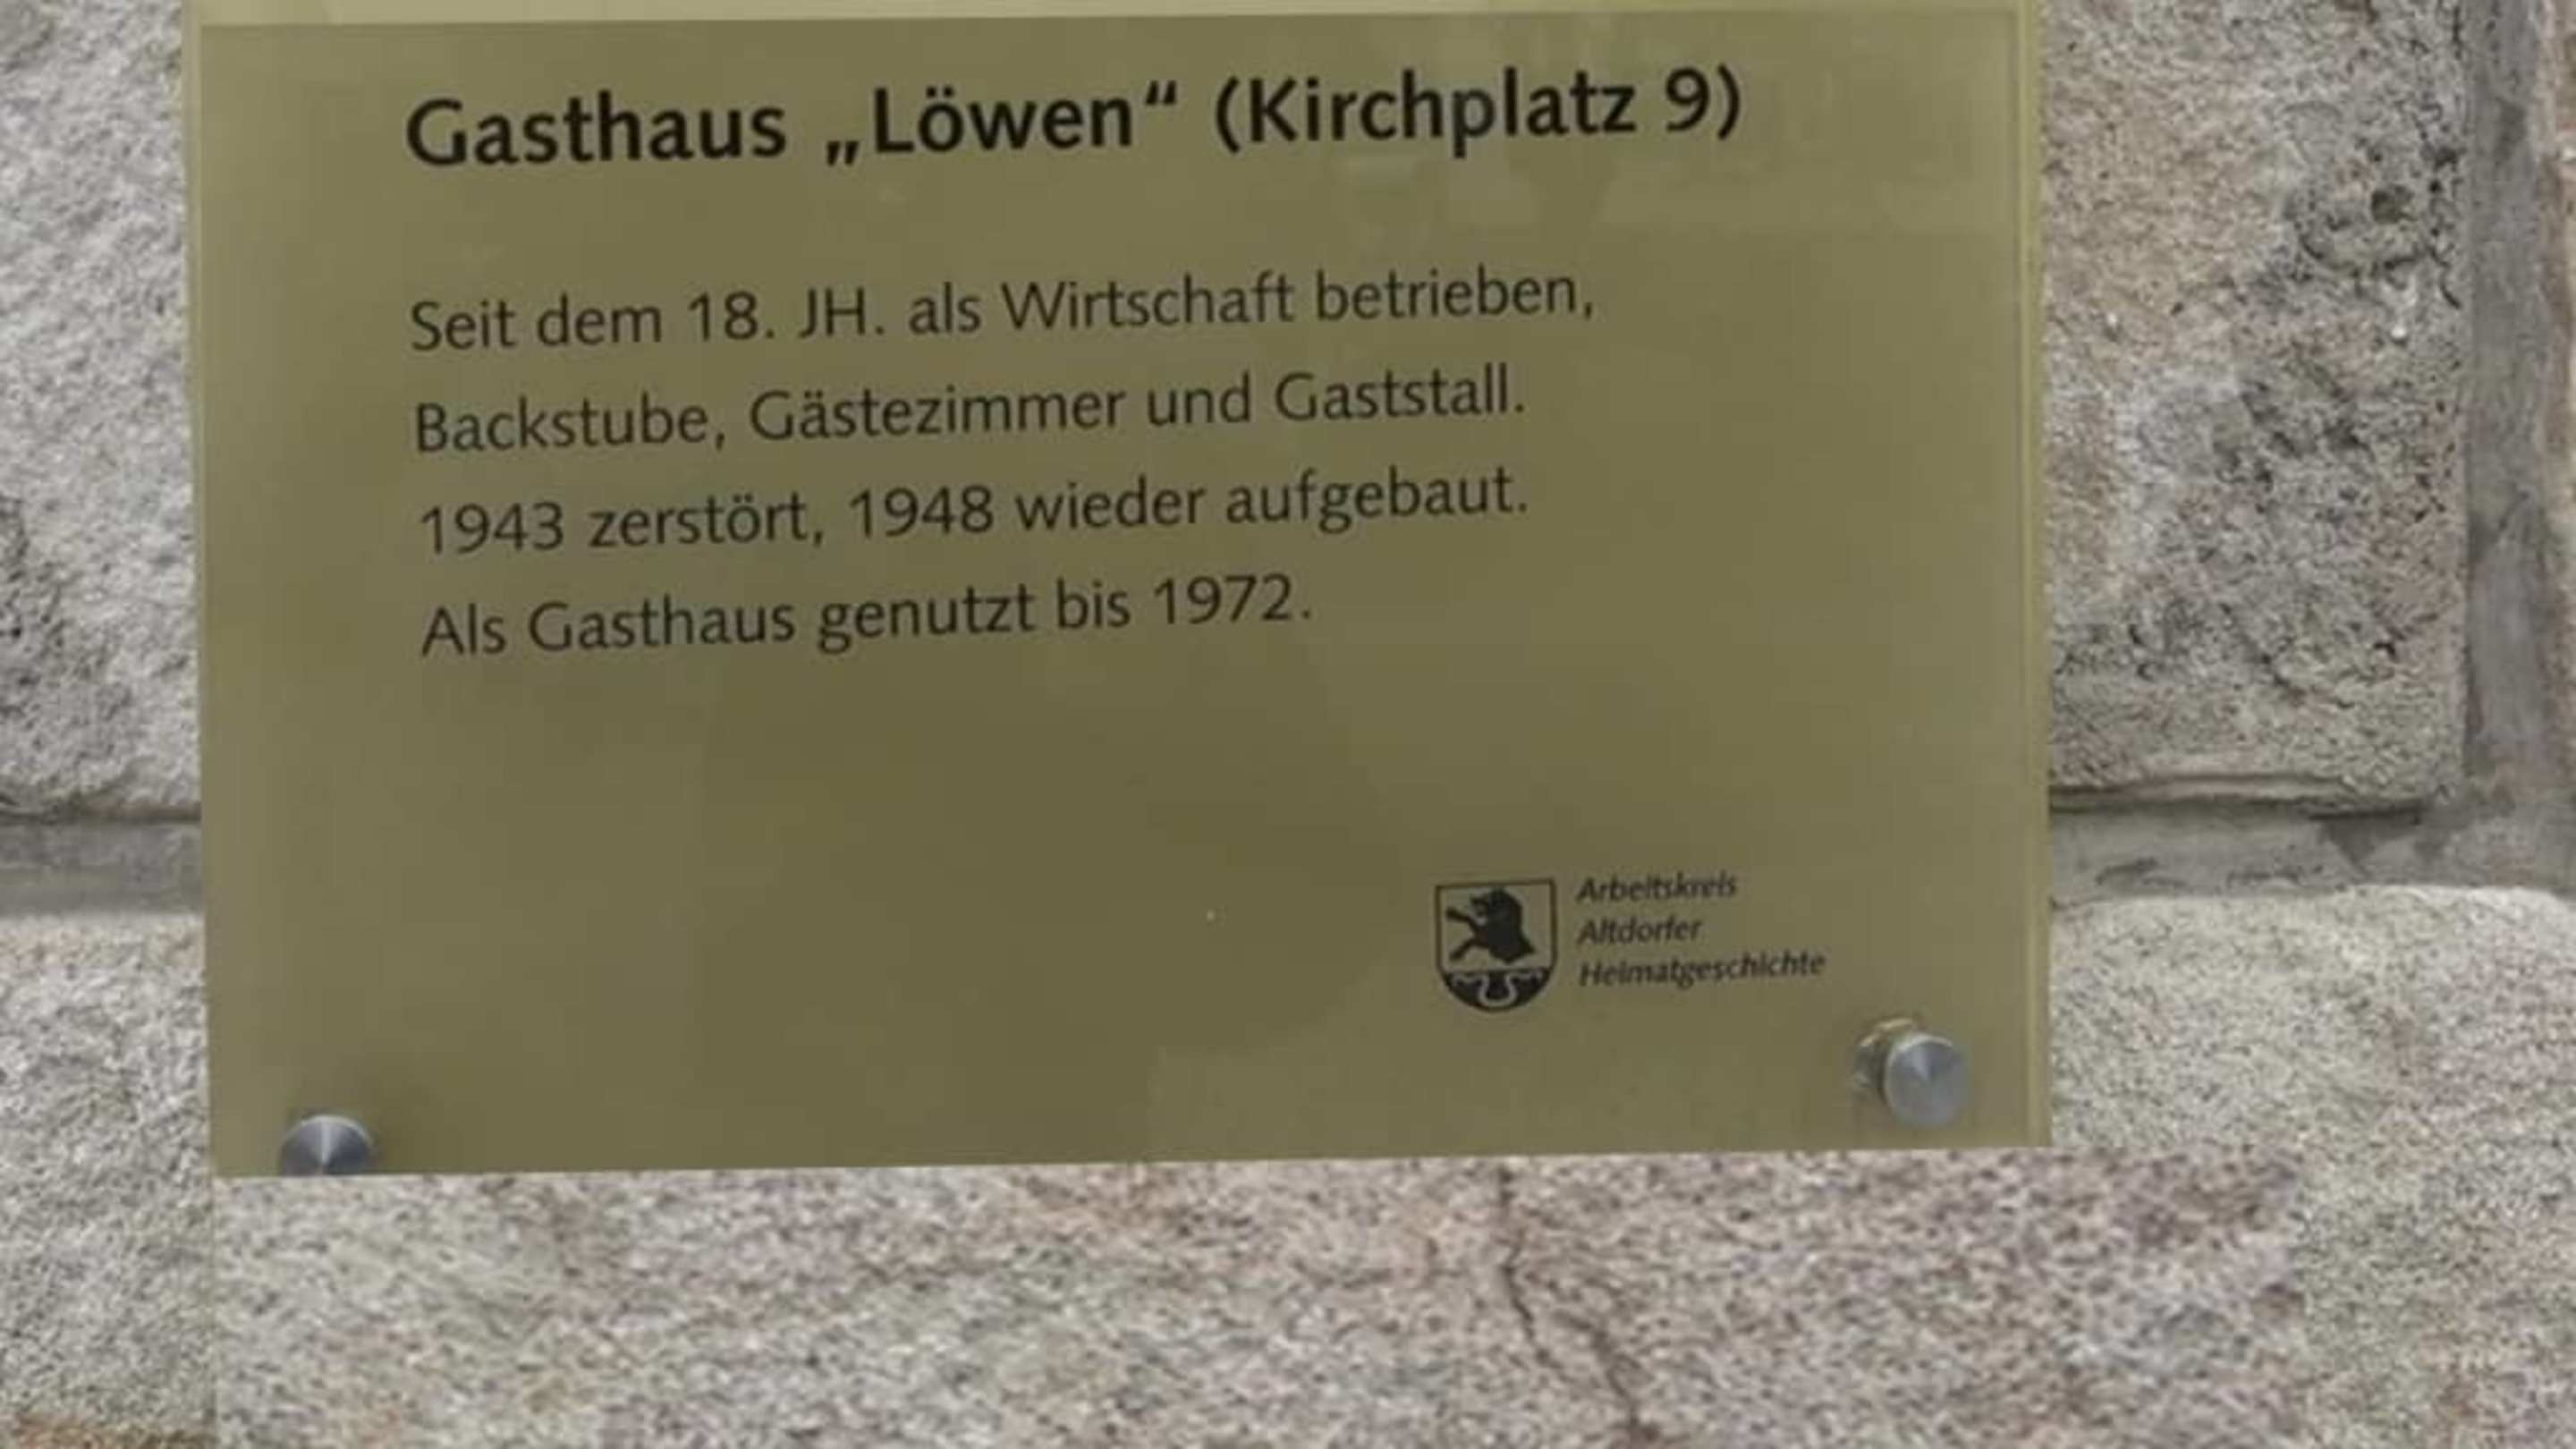 Gasthaus „Löwen“ (Kirchplatz 9)
Seit dem 18. JH. als Wirtschaft betrieben,
Backstube, Gästezimmer und Gaststall.
1943 zerstört, 1948 wieder aufgebaut.
Als Gasthaus genutzt bis 1972.
Arbeitskreis
Altdorfer
Heimatgeschichte